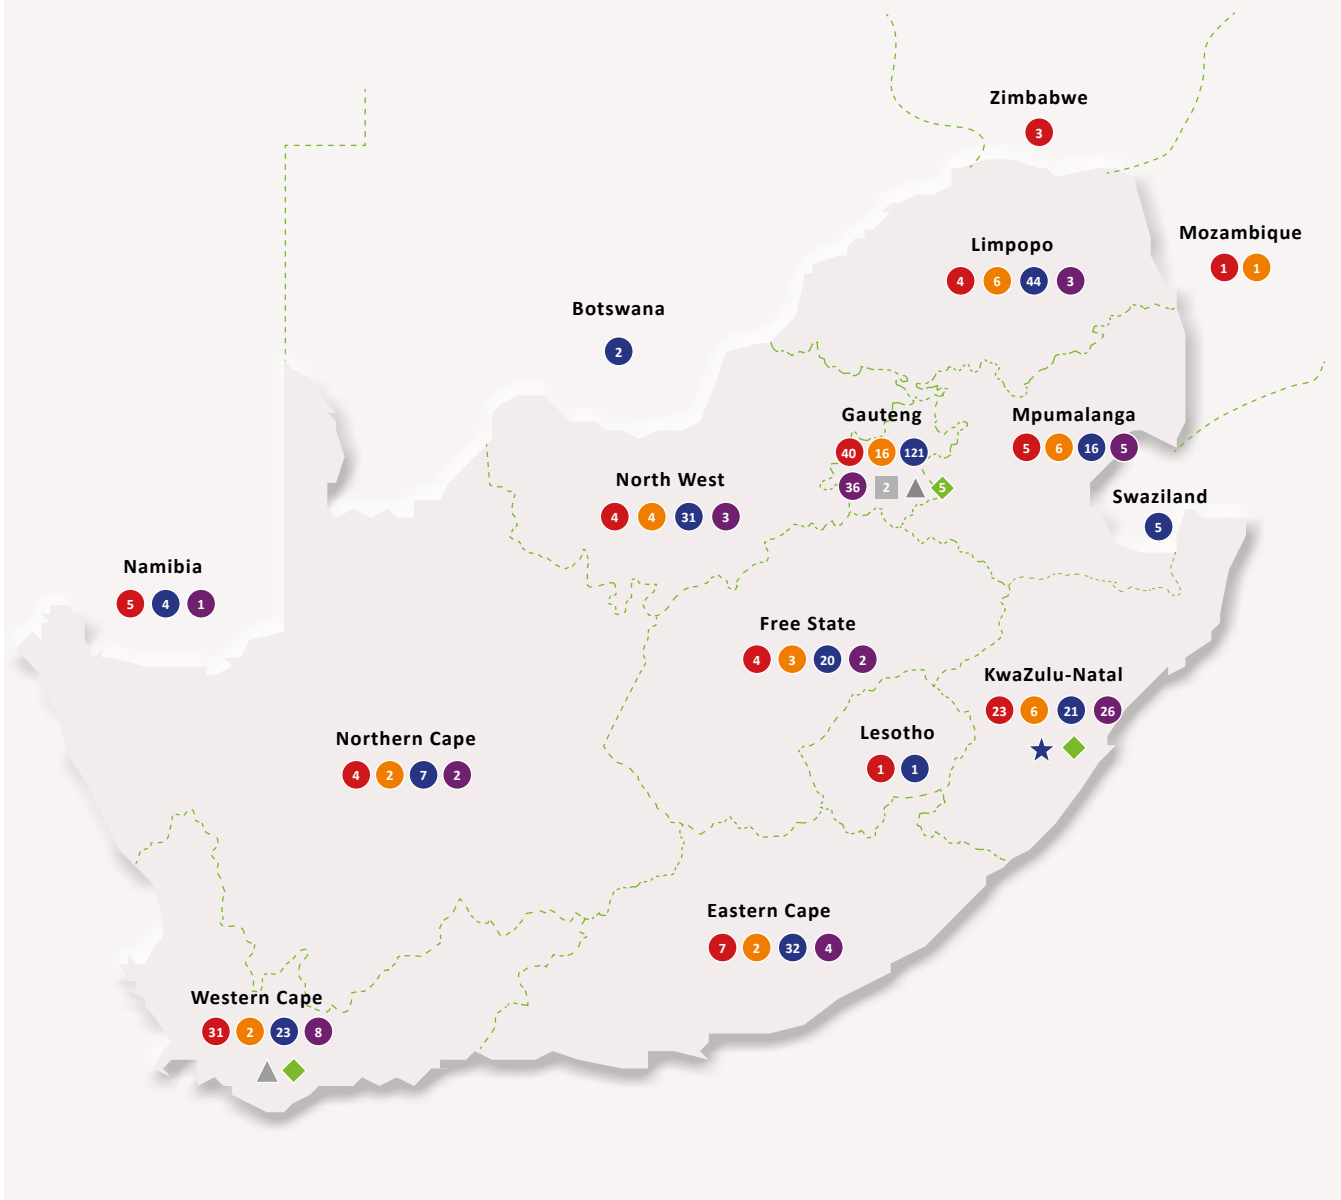 Zimbabwe
3
Mozambique
1 1
Limpopo
4 6 44 3
Botswana
2
Gauteng
40 16 121
36 2 5
Mpumalanga
5 6 16 5
North West
4 4 31 3
Swaziland
5
Namibia
5 4 1
Free State
4 3 20 2
KwaZulu-Natal
23 6 21 26
Lesotho
1 1
Northern Cape
4 2 7 2
Eastern Cape
7 2 32 4
Western Cape
31 2 23 8